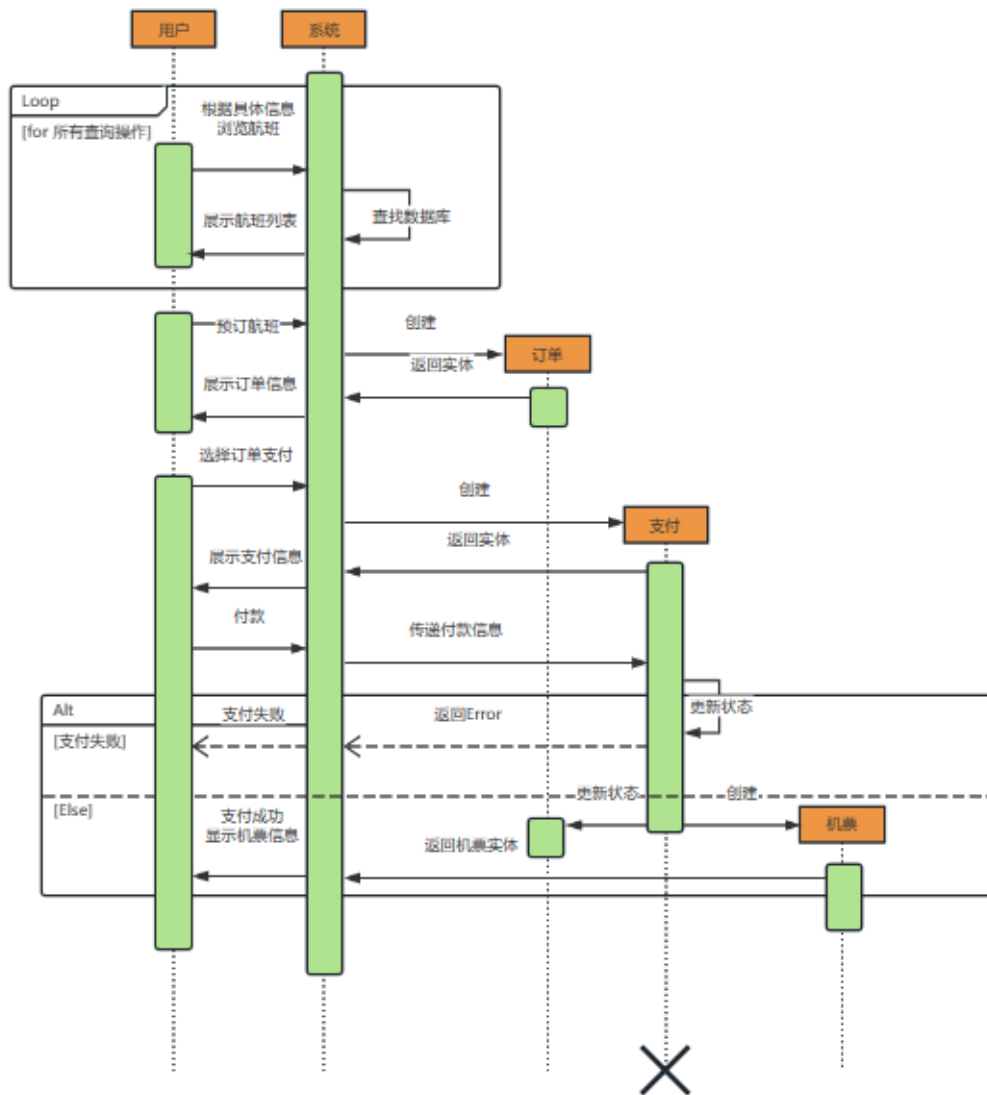 用户
系统
Loop
[for 所有查询操作]
根据具体信息
浏览航班
查找数据库
展示航班列表
预订航班
创建
订单
返回实体
展示订单信息
选择订单支付
创建
支付
返回实体
展示支付信息
付款
传递付款信息
更新状态
Alt
支付失败
返回Error
[支付失败]
更新状态
创建
[Else]
支付成功
显示机票信息
机票
返回机票实体